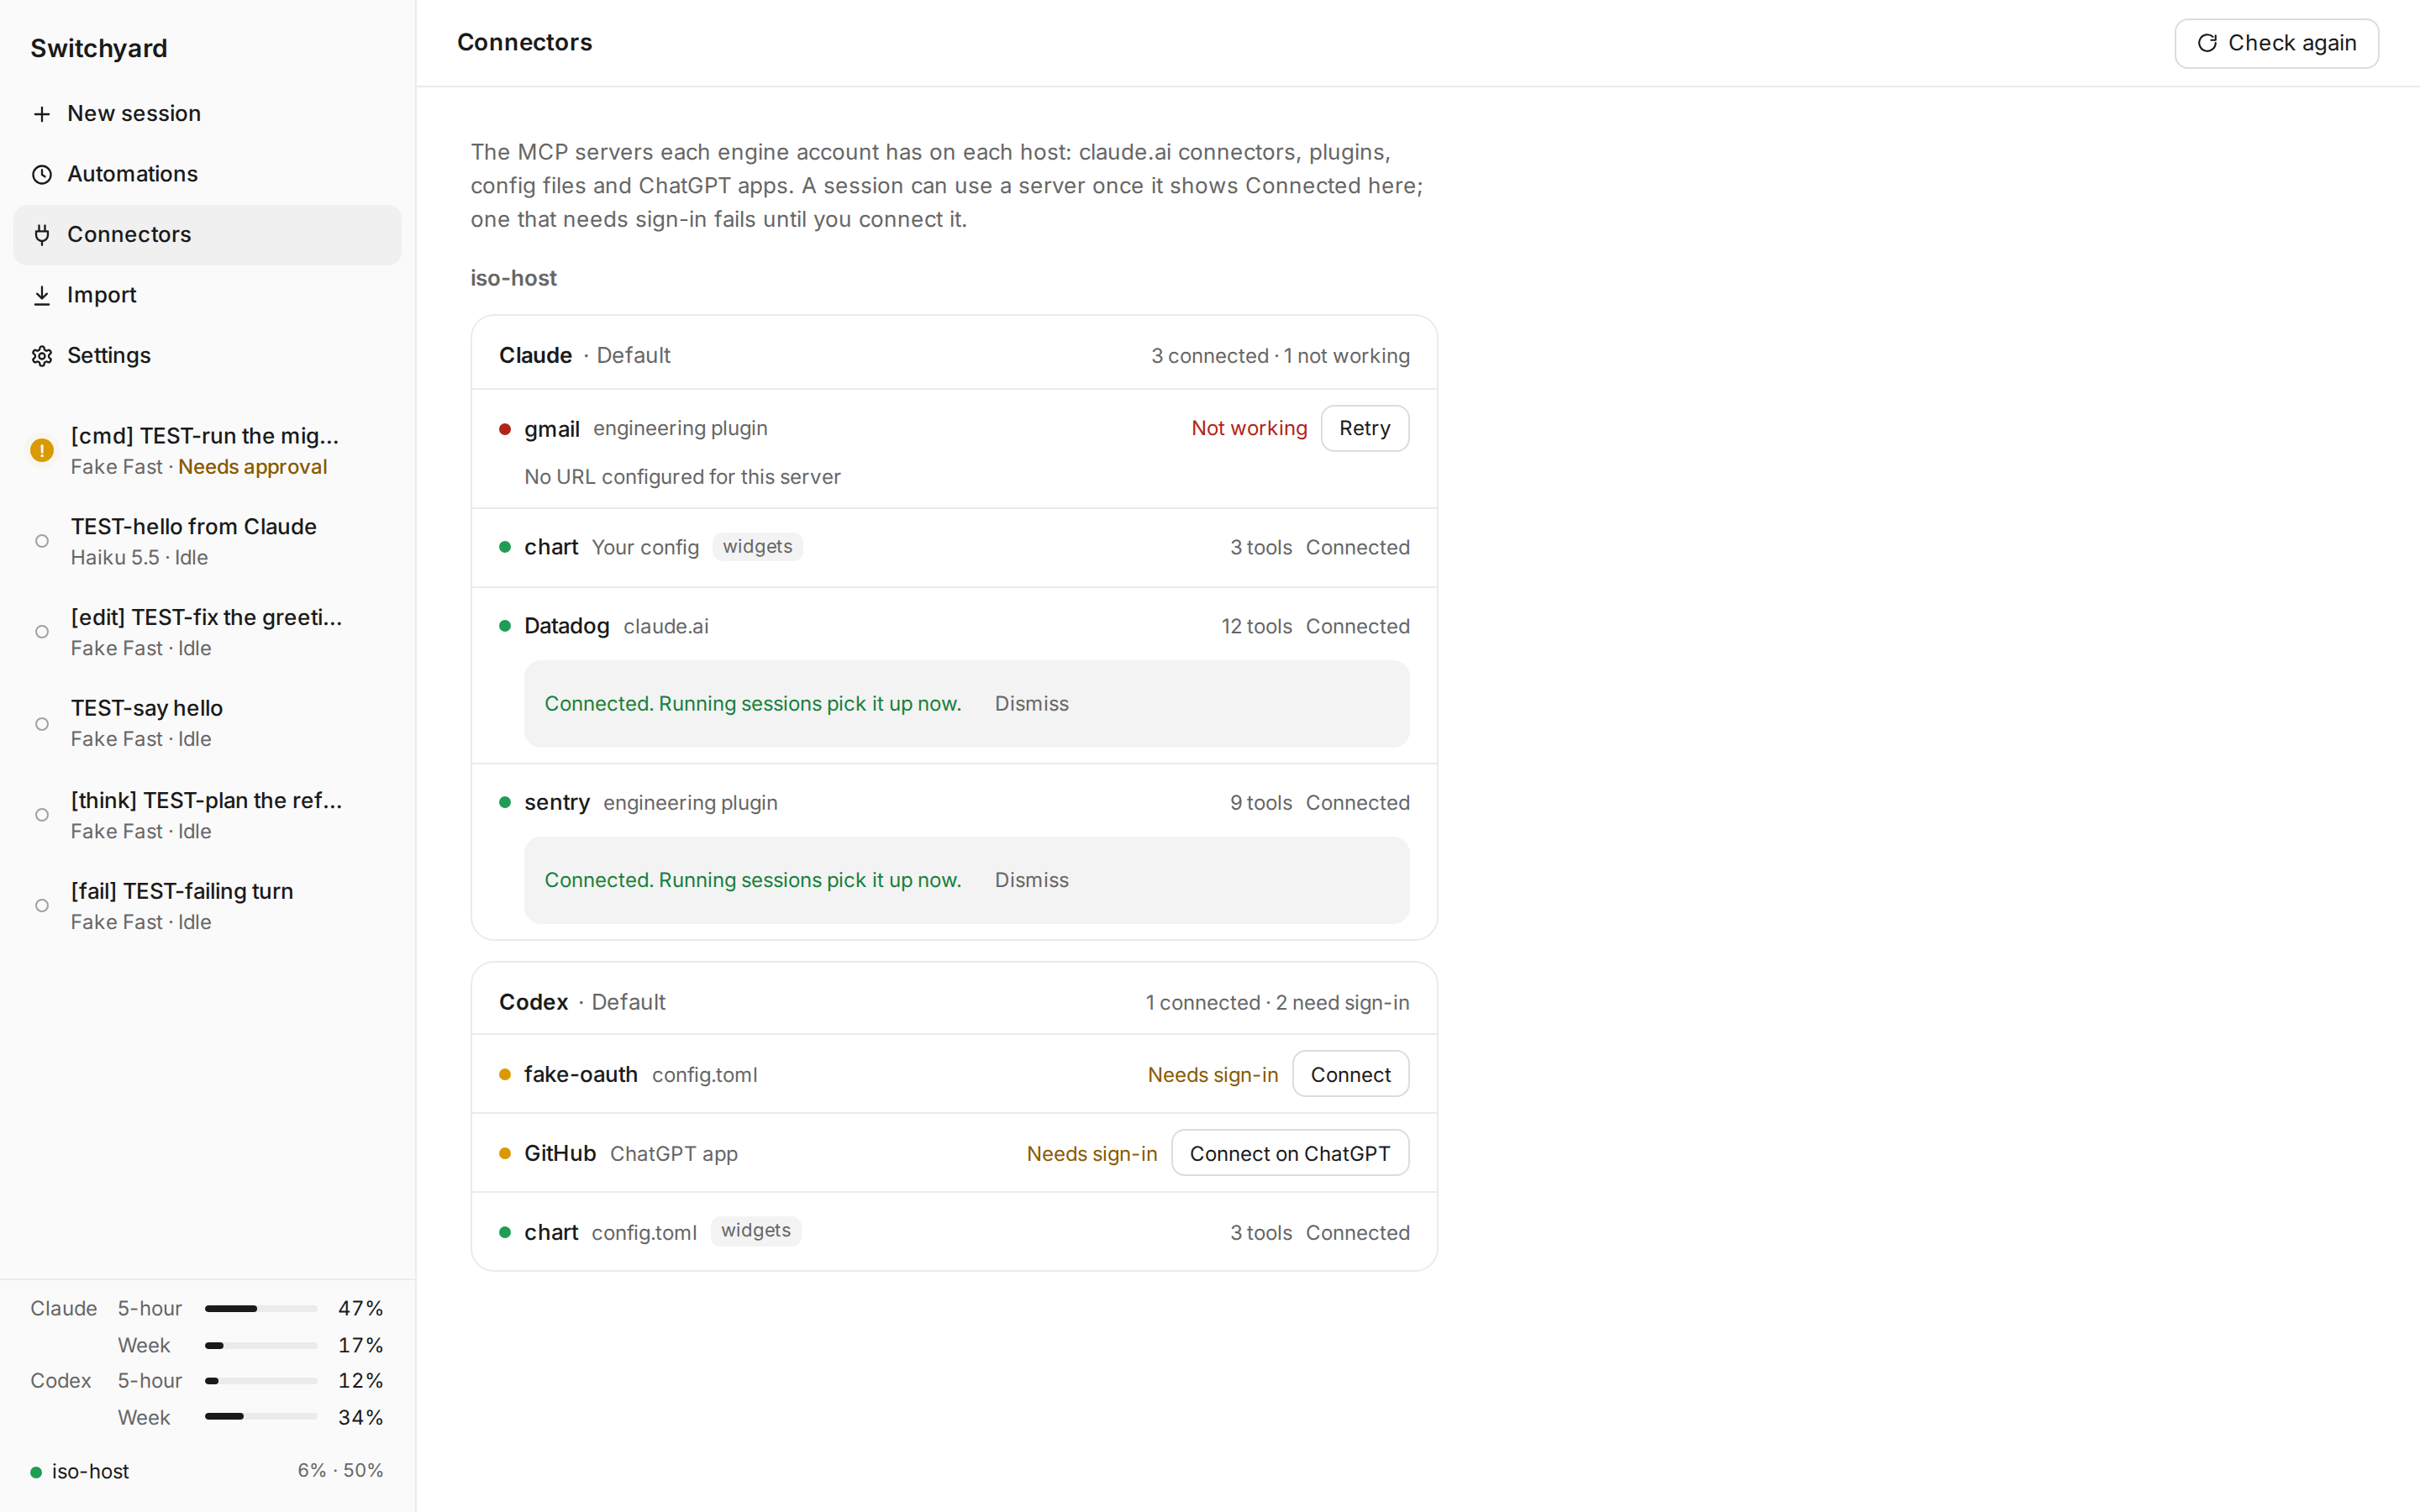 Switchyard
New session
Automations
Connectors
Import
Settings
[cmd] TEST-run the mig...
Fake Fast · Needs approval
TEST-hello from Claude
Haiku 5.5 · Idle
[edit] TEST-fix the greeti...
Fake Fast · Idle
TEST-say hello
Fake Fast · Idle
[think] TEST-plan the ref...
Fake Fast · Idle
[fail] TEST-failing turn
Fake Fast · Idle
Claude 5-hour 47%
Week 17%
Codex 5-hour 12%
Week 34%
iso-host 6% · 50%
Connectors
Check again
The MCP servers each engine account has on each host: claude.ai connectors, plugins,
config files and ChatGPT apps. A session can use a server once it shows Connected here;
one that needs sign-in fails until you connect it.
iso-host
Claude · Default 3 connected · 1 not working
gmail engineering plugin Not working Retry
No URL configured for this server
chart Your config widgets 3 tools Connected
Datadog claude.ai 12 tools Connected
Connected. Running sessions pick it up now. Dismiss
sentry engineering plugin 9 tools Connected
Connected. Running sessions pick it up now. Dismiss
Codex · Default 1 connected · 2 need sign-in
fake-oauth config.toml Needs sign-in Connect
GitHub ChatGPT app Needs sign-in Connect on ChatGPT
chart config.toml widgets 3 tools Connected